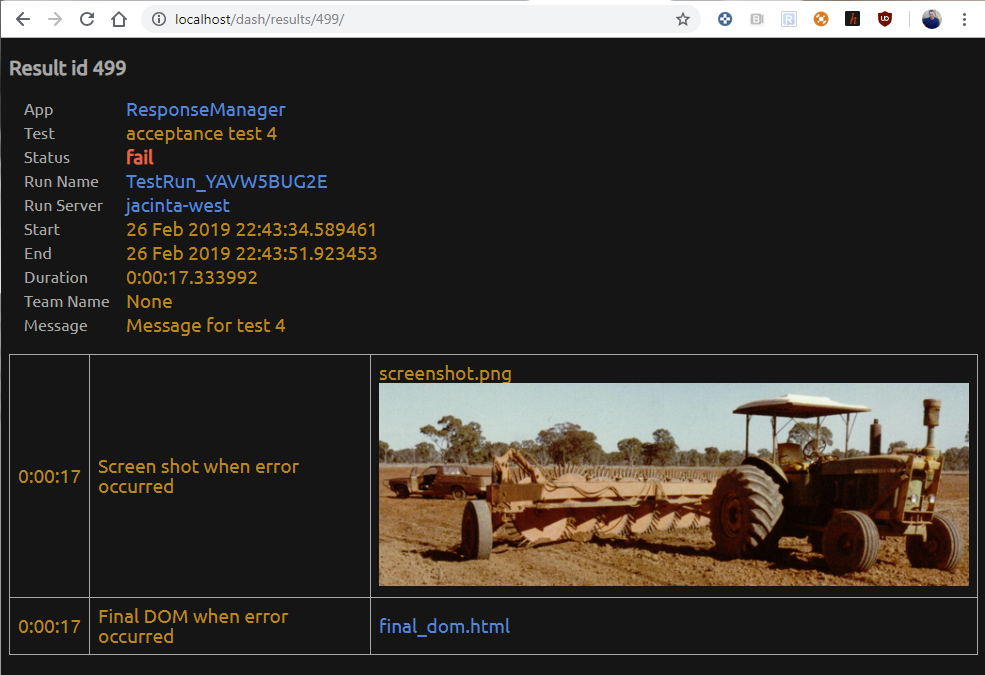 localhost/dash/results/499/
Result id 499
App ResponseManager
Test acceptance test 4
Status fail
Run Name TestRun_YAVW5BUG2E
Run Server jacinta-west
Start 26 Feb 2019 22:43:34.589461
End 26 Feb 2019 22:43:51.923453
Duration 0:00:17.333992
Team Name None
Message Message for test 4
screenshot.png
0:00:17 Screen shot when error
occurred
0:00:17 Final DOM when error
occurred
final_dom.html